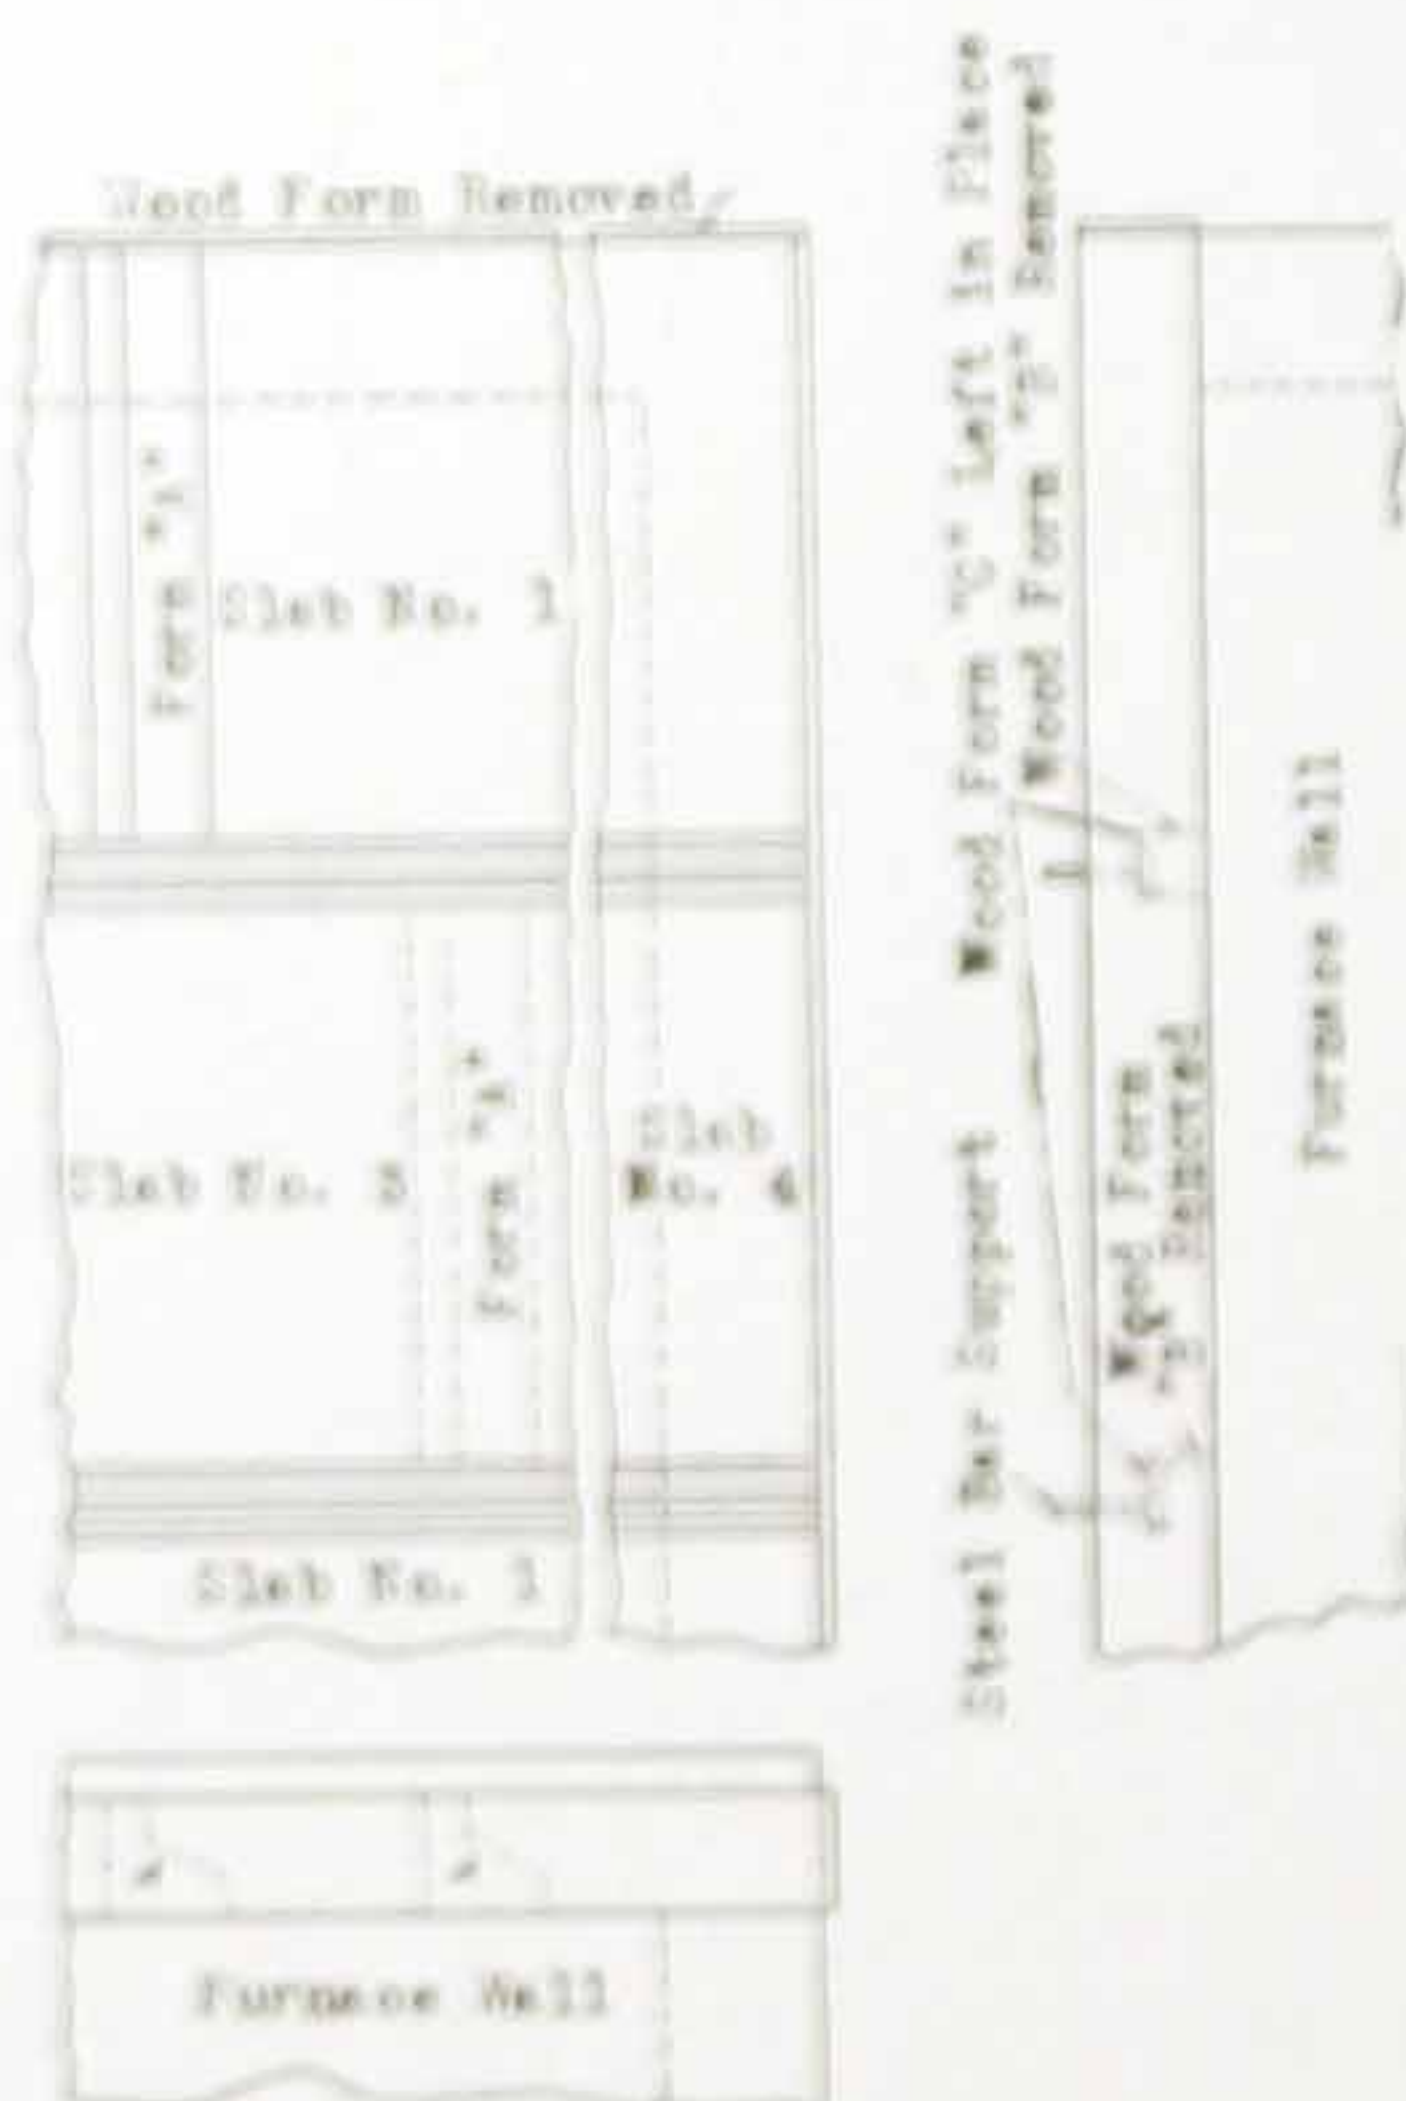 Wood Form Removed
Form "A"
Slab No. 1
Slab No. 3
Form "A"
Slab
No. 4
Slab No. 1
Furnace Wall
Wood Form "C" Left In Place
Wood Form "B" Removed
Steel Bar Support
Wood Form
"B" Removed
Furnace Wall